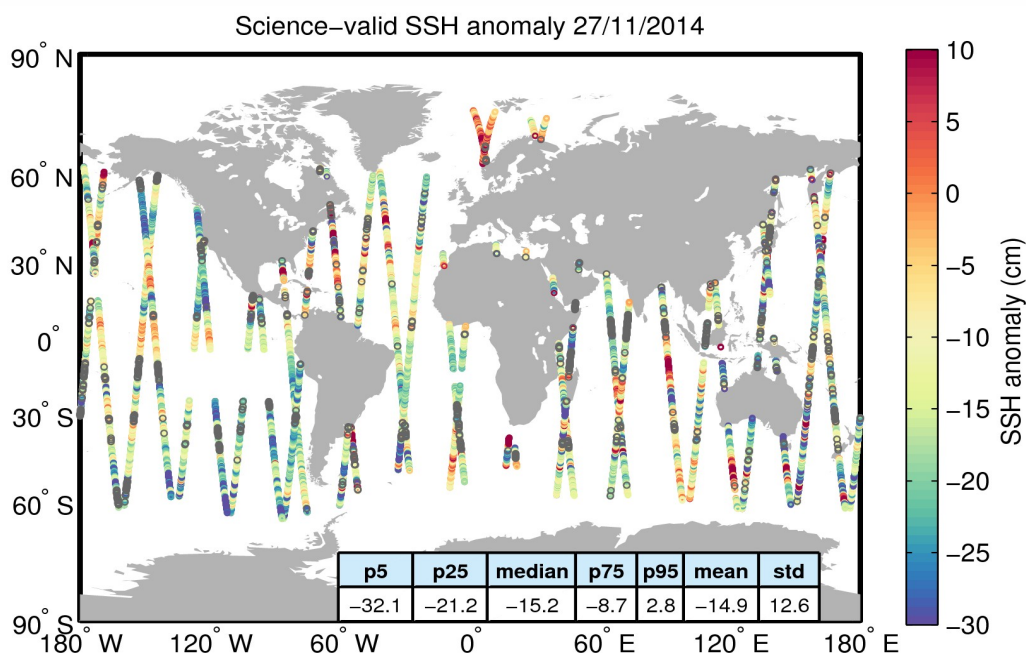 Science−valid SSH anomaly 27/11/2014
90° N
60° N
30° N
0°
30° S
60° S
90° S
180° W
120° W
60° W
0°
60° E
120° E
180° E
p5 p25 median p75 p95 mean std
−32.1 −21.2 −15.2 −8.7 2.8 −14.9 12.6
10
5
0
−5
−10
−15
−20
−25
−30
SSH anomaly (cm)